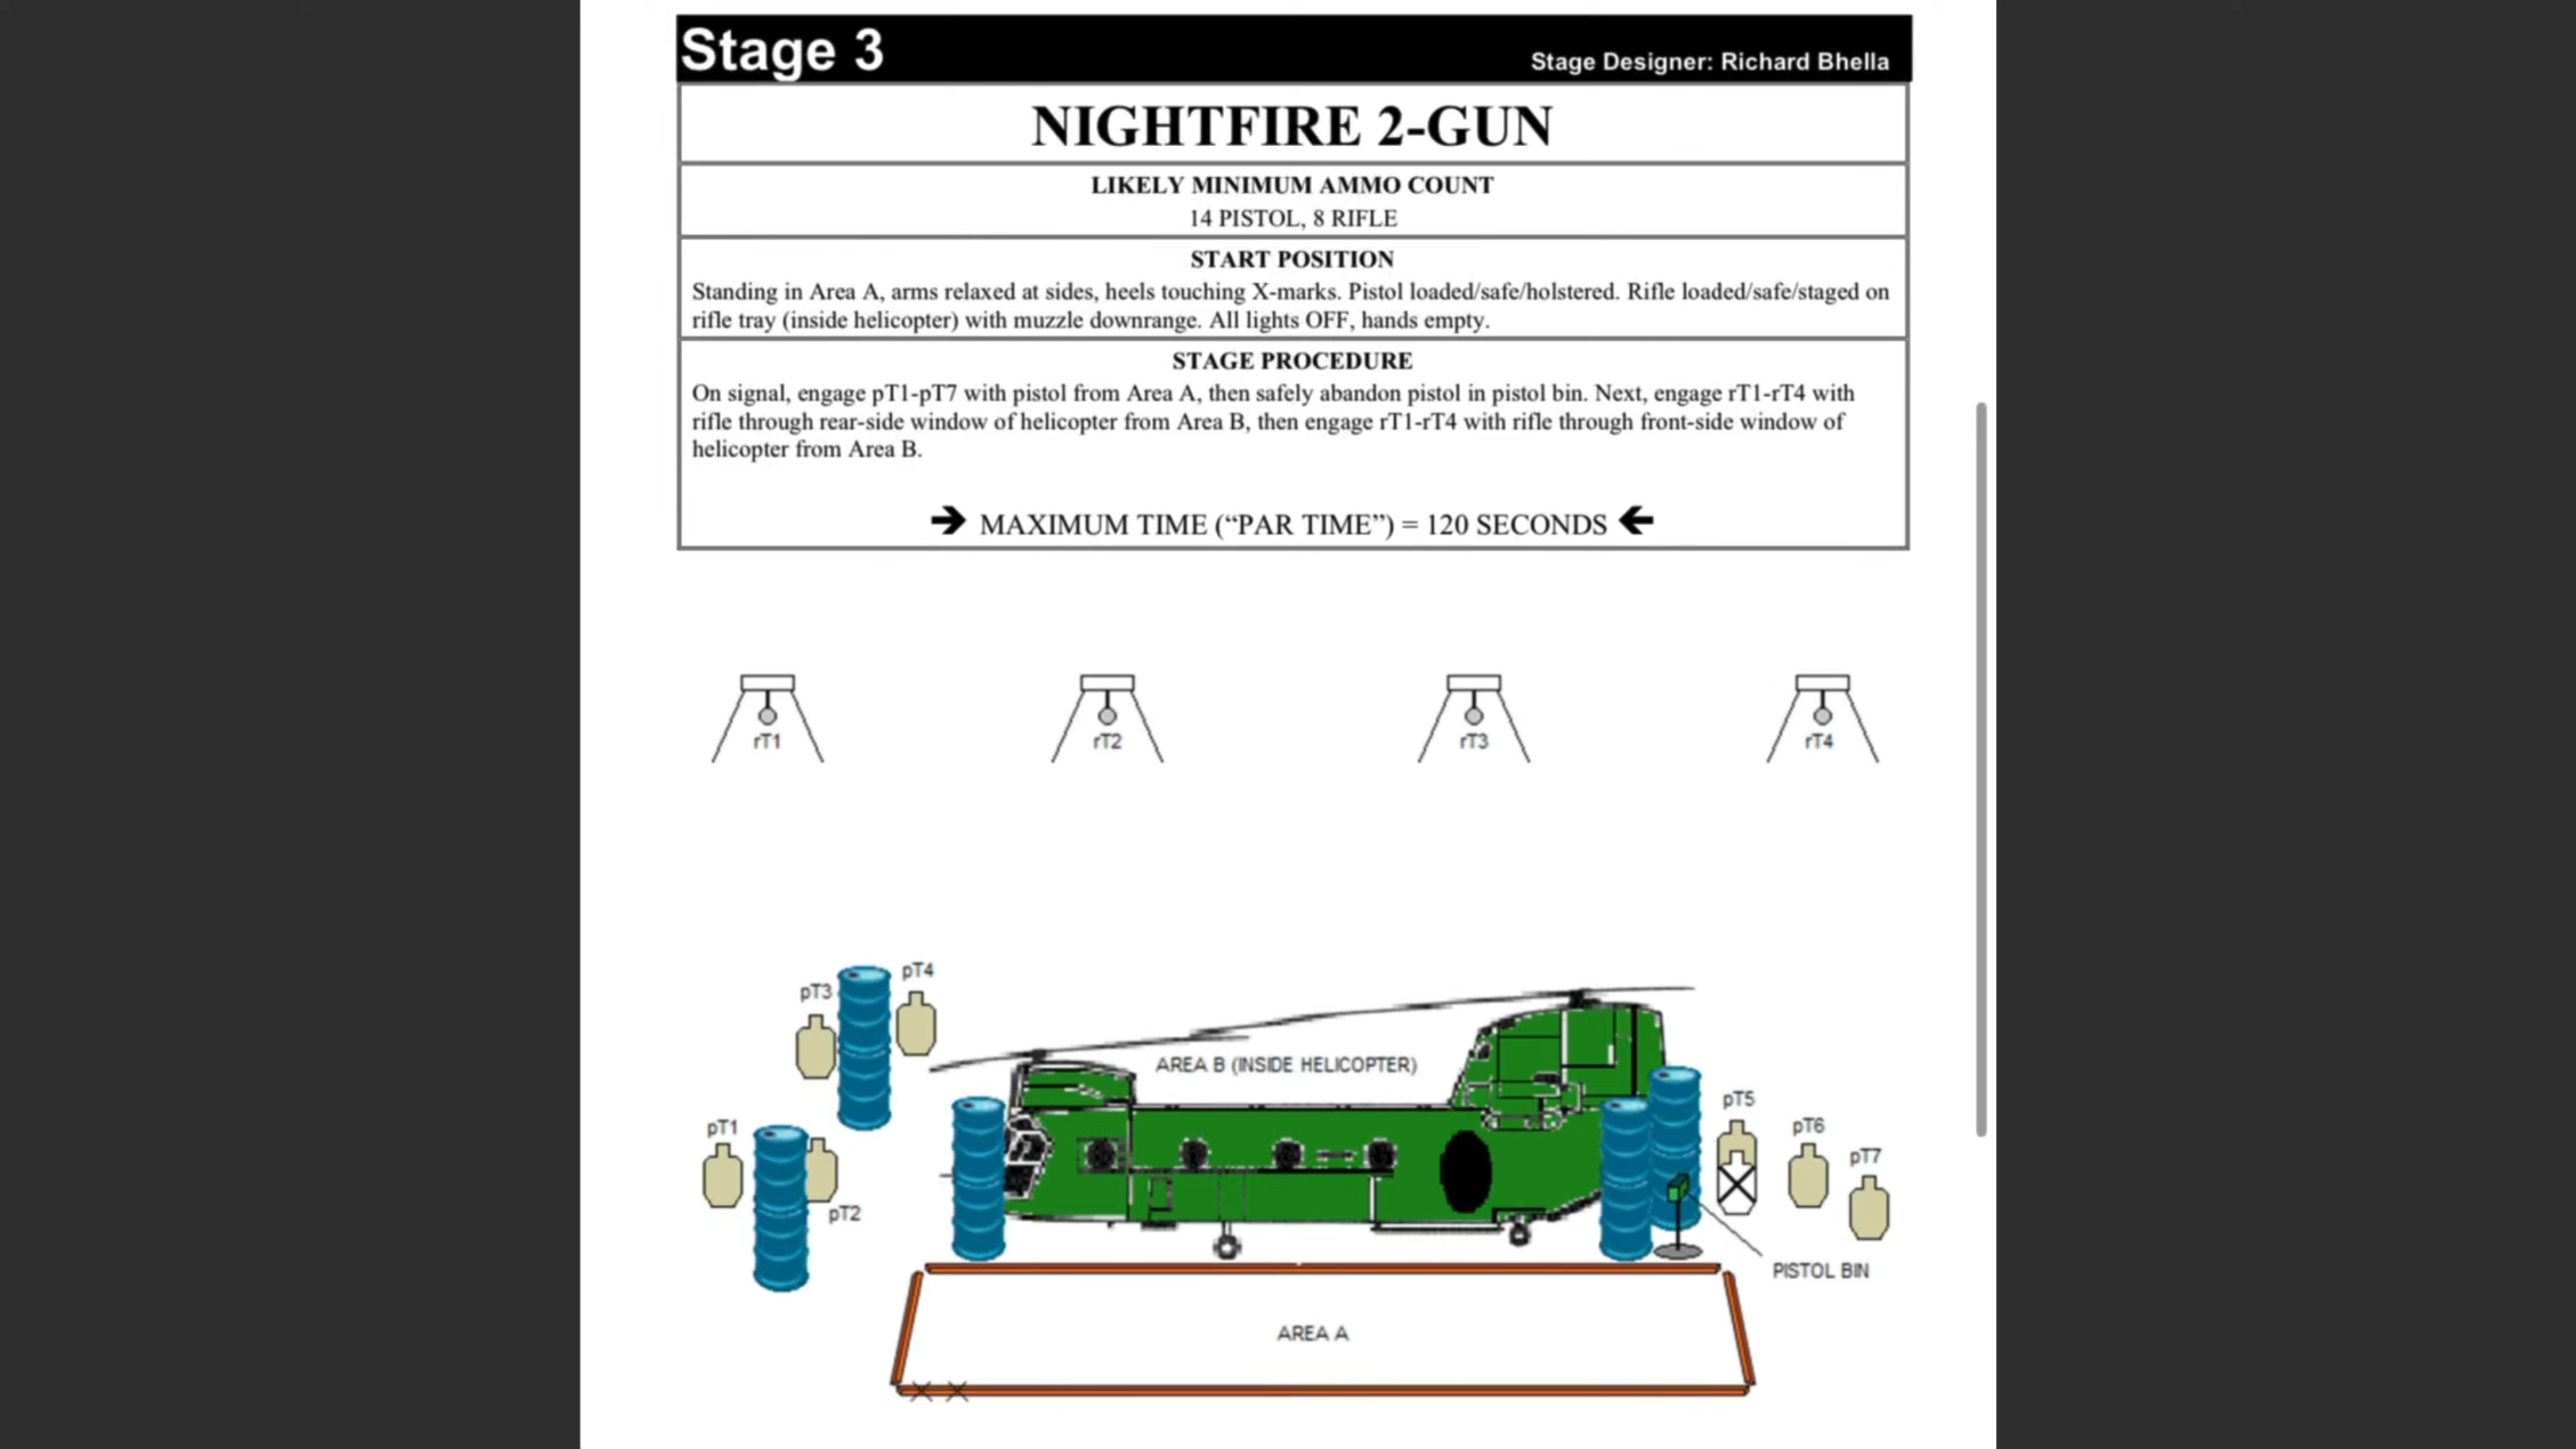 Stage 3
Stage Designer: Richard Bhella
NIGHTFIRE 2-GUN
LIKELY MINIMUM AMMO COUNT
14 PISTOL, 8 RIFLE
START POSITION
Standing in Area A, arms relaxed at sides, heels touching X-marks. Pistol loaded/safe/holstered. Rifle loaded/safe/staged on
rifle tray (inside helicopter) with muzzle downrange. All lights OFF, hands empty.
STAGE PROCEDURE
On signal, engage pT1-pT7 with pistol from Area A, then safely abandon pistol in pistol bin. Next, engage rT1-rT4 with
rifle through rear-side window of helicopter from Area B, then engage rT1-rT4 with rifle through front-side window of
helicopter from Area B.
➔ MAXIMUM TIME (“PAR TIME”) = 120 SECONDS ←
rT1
rT2
rT3
rT4
pT4
pT3
AREA B (INSIDE HELICOPTER)
pT5
pT1
pT6
pT7
pT2
PISTOL BIN
AREA A